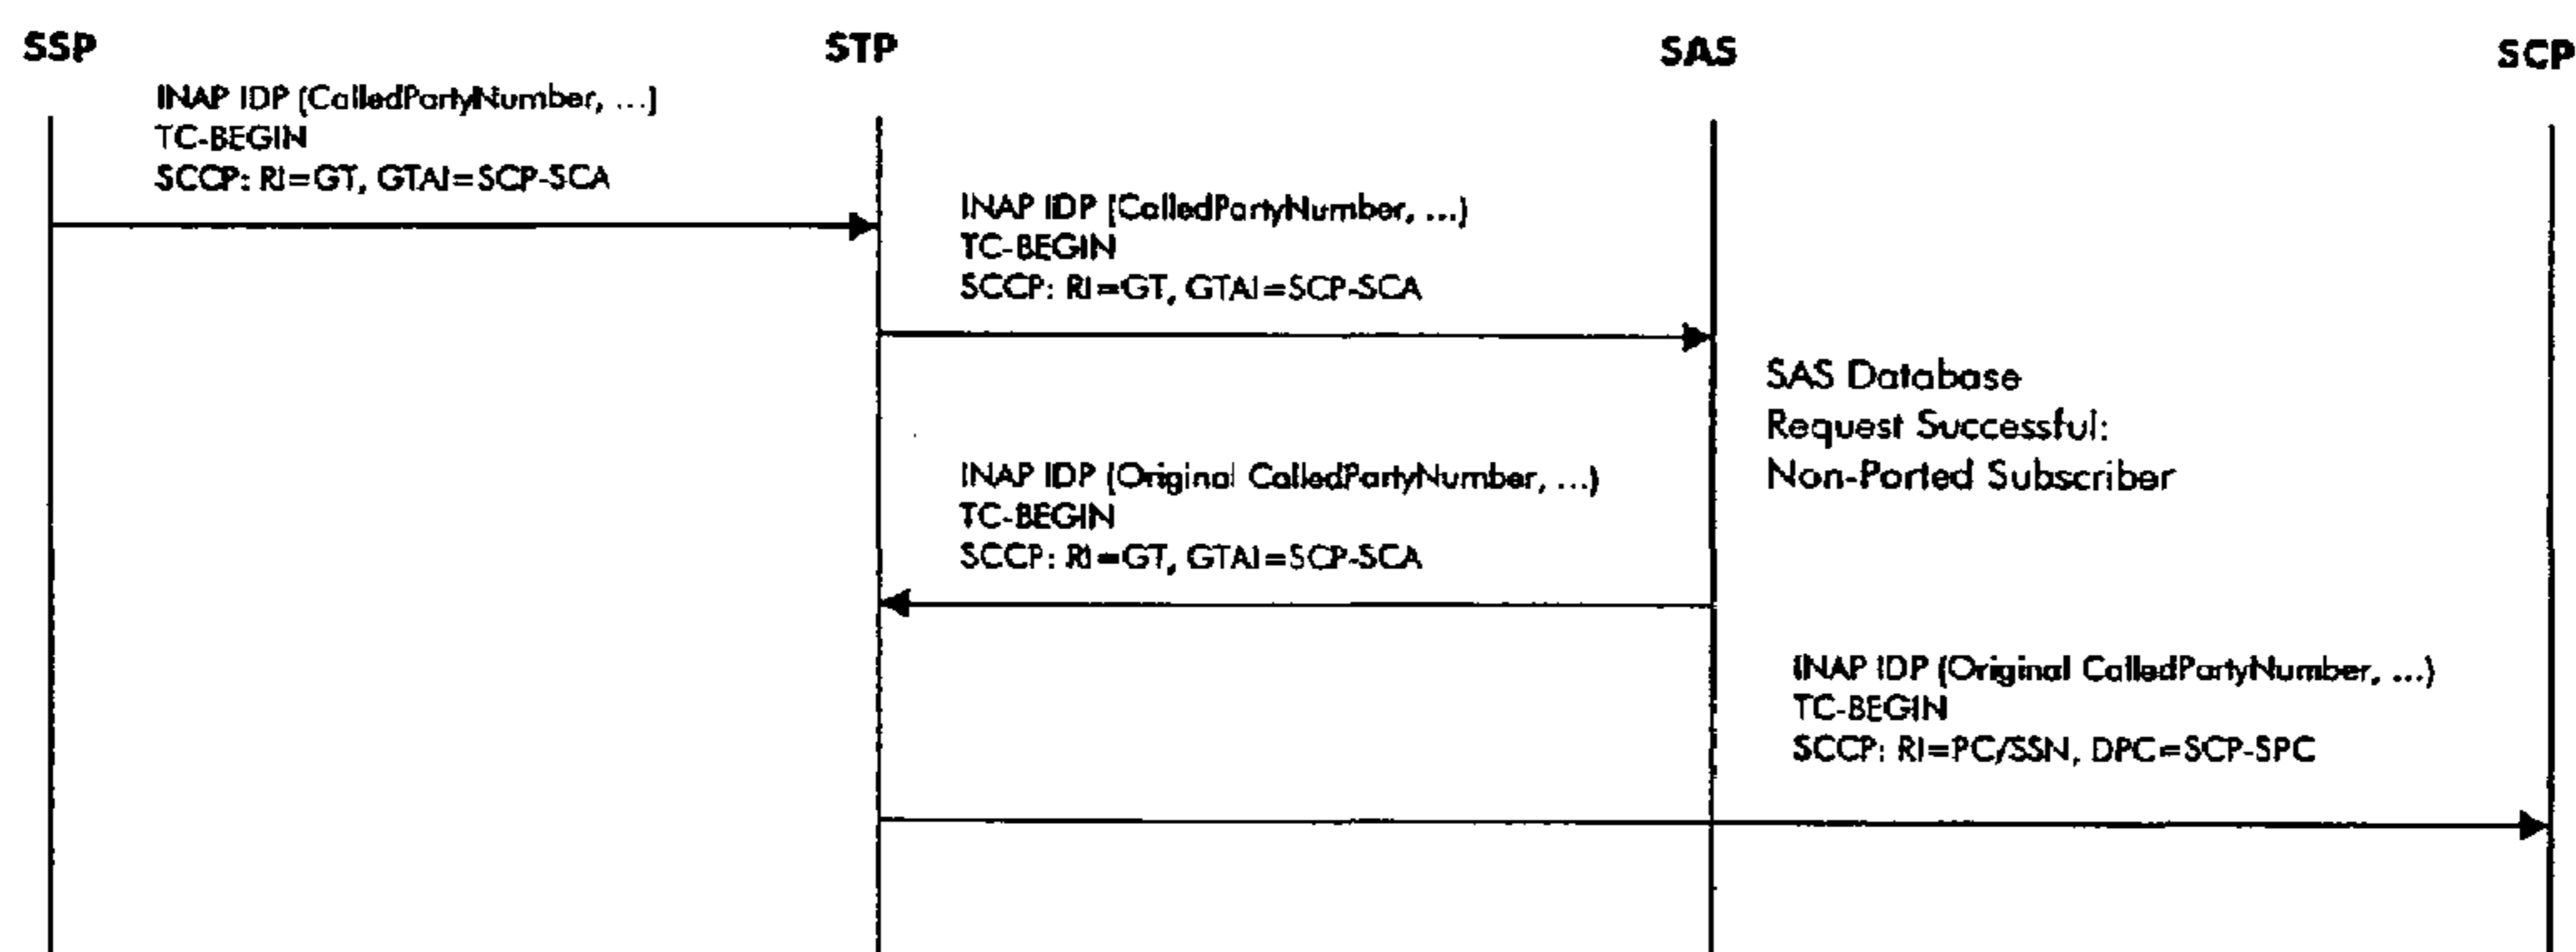 SSP
STP
SAS
SCP
INAP IDP (CalledPartyNumber, ...)
TC-BEGIN
SCCP: RI=GT, GTAI=SCP-SCA
INAP IDP (CalledPartyNumber, ...)
TC-BEGIN
SCCP: RI=GT, GTAI=SCP-SCA
SAS Database
Request Successful:
Non-Ported Subscriber
INAP IDP (Original CalledPartyNumber, ...)
TC-BEGIN
SCCP: RI=GT, GTAI=SCP-SCA
INAP IDP (Original CalledPartyNumber, ...)
TC-BEGIN
SCCP: RI=PC/SSN, DPC=SCP-SPC